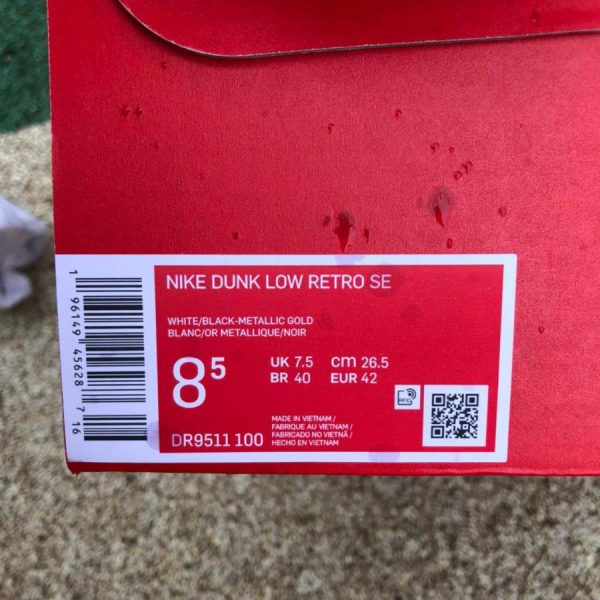 NIKE DUNK LOW RETRO SE
WHITE/BLACK-METALLIC GOLD
BLANC/OR METALLIQUE/NOIR
8⁵
UK 7.5 cm 26.5
BR 40 EUR 42
RFID
MADE IN VIETNAM /
FABRIQUE AU VIETNAM /
FABRICADO NO VIETNÃ /
HECHO EN VIETNAM
DR9511 100
1 96149 45628 7 16